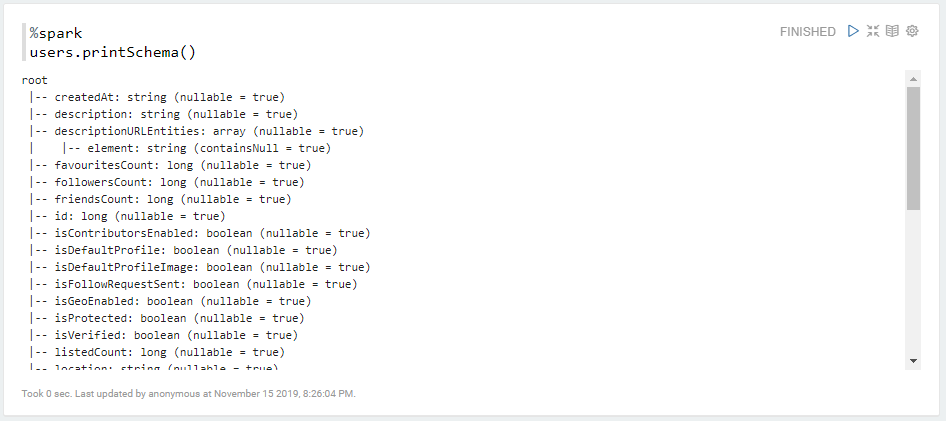 %spark
FINISHED
users.printSchema()
root
 |-- createdAt: string (nullable = true)
 |-- description: string (nullable = true)
 |-- descriptionURLEntities: array (nullable = true)
 |    |-- element: string (containsNull = true)
 |-- favouritesCount: long (nullable = true)
 |-- followersCount: long (nullable = true)
 |-- friendsCount: long (nullable = true)
 |-- id: long (nullable = true)
 |-- isContributorsEnabled: boolean (nullable = true)
 |-- isDefaultProfile: boolean (nullable = true)
 |-- isDefaultProfileImage: boolean (nullable = true)
 |-- isFollowRequestSent: boolean (nullable = true)
 |-- isGeoEnabled: boolean (nullable = true)
 |-- isProtected: boolean (nullable = true)
 |-- isVerified: boolean (nullable = true)
 |-- listedCount: long (nullable = true)
 |-- location: string (nullable = true)
Took 0 sec. Last updated by anonymous at November 15 2019, 8:26:04 PM.